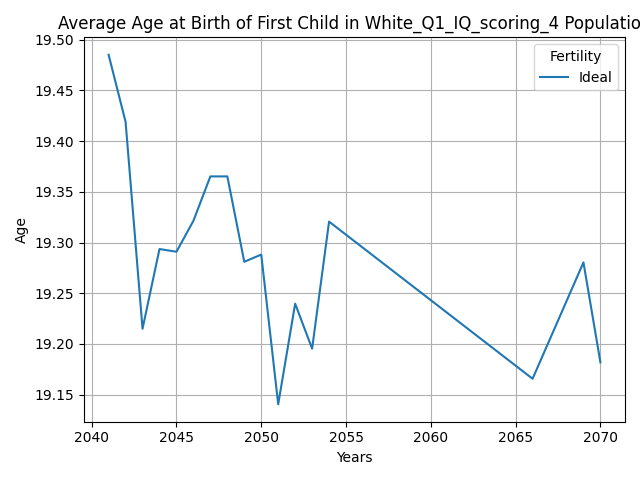 Average Age at Birth of First Child in White_Q1_IQ_scoring_4 Populatio
19.50
19.45
19.40
19.35
19.30
19.25
19.20
19.15
Age
Fertility
Ideal
2040 2045 2050 2055 2060 2065 2070
Years